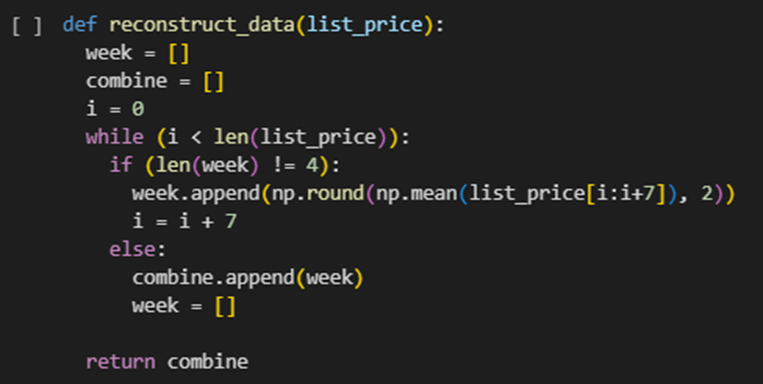 [ ] def reconstruct_data(list_price):
week = []
combine = []
i = 0
while (i < len(list_price)):
if (len(week) != 4):
week.append(np.round(np.mean(list_price[i:i+7]), 2))
i = i + 7
else:
combine.append(week)
week = []
return combine